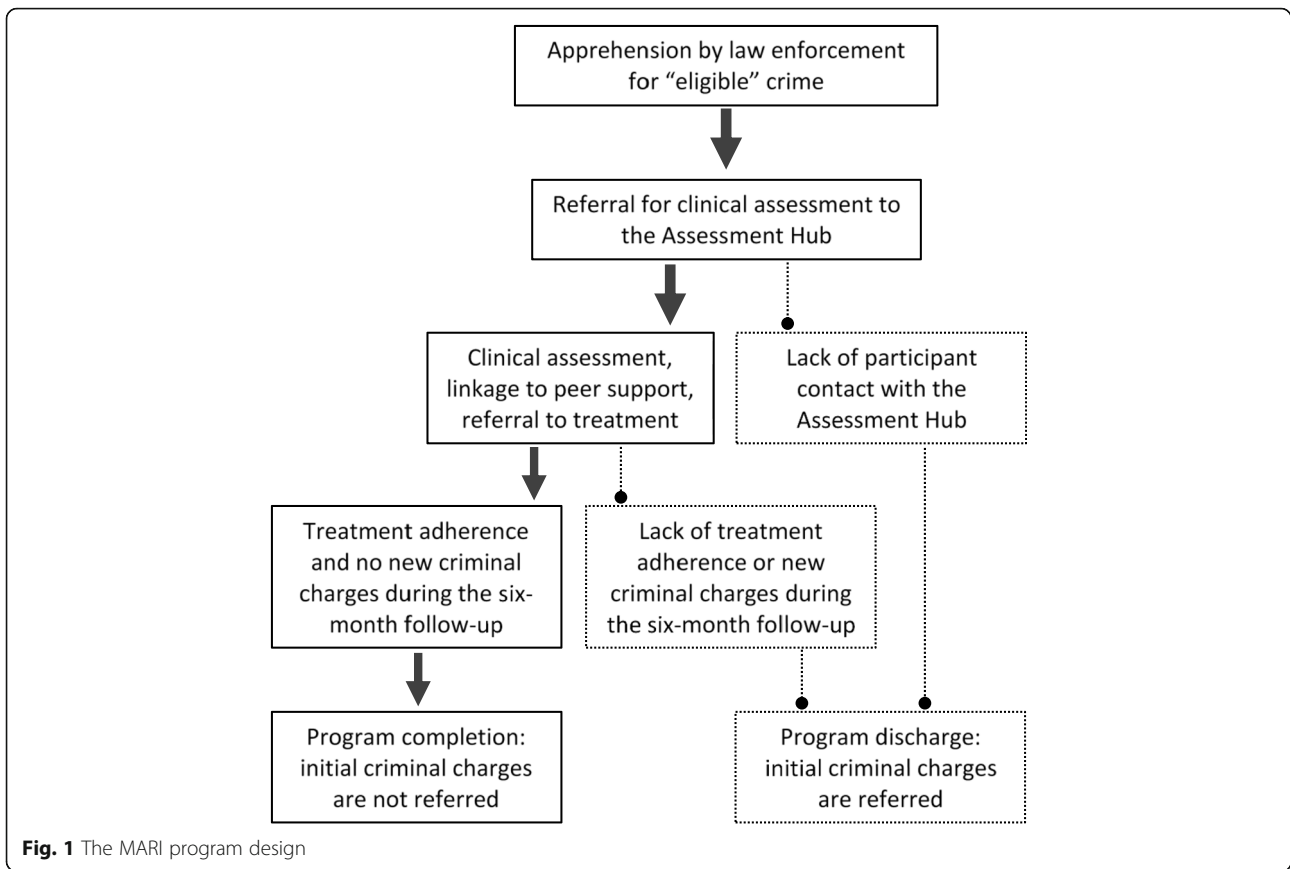 Apprehension by law enforcement
for “eligible” crime
Referral for clinical assessment to
the Assessment Hub
Clinical assessment,
linkage to peer support,
referral to treatment
Lack of participant
contact with the
Assessment Hub
Treatment adherence
and no new criminal
charges during the six-
month follow-up
Lack of treatment
adherence or new
criminal charges during
the six-month follow-up
Program completion:
initial criminal charges
are not referred
Program discharge:
initial criminal charges
are referred
Fig. 1 The MARI program design